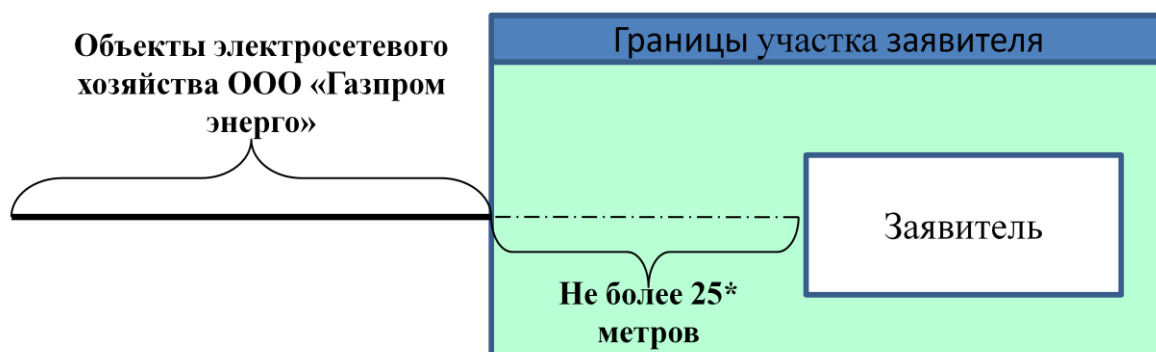 Объекты электросетевого
хозяйства ООО «Газпром
энерго»
Границы участка заявителя
Заявитель
Не более 25*
метров